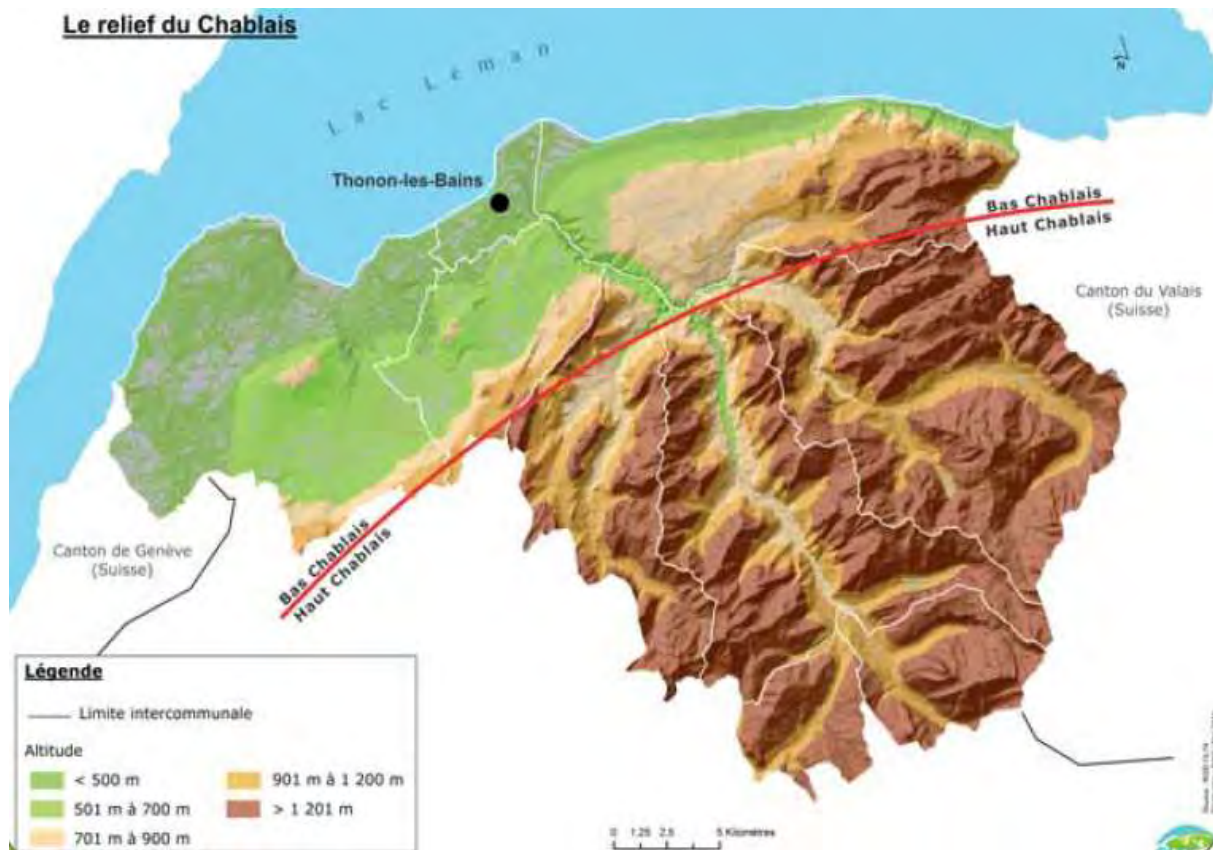 Le relief du Chablais
Lac Léman
N
Thonon-les-Bains
Bas Chablais
Haut Chablais
Canton du Valais
(Suisse)
Canton de Genève
(Suisse)
Bas Chablais
Haut Chablais
Légende
Limite intercommunale
Altitude
< 500 m
501 m à 700 m
701 m à 900 m
901 m à 1 200 m
> 1 201 m
0 1,25 2,5 5 Kilomètres